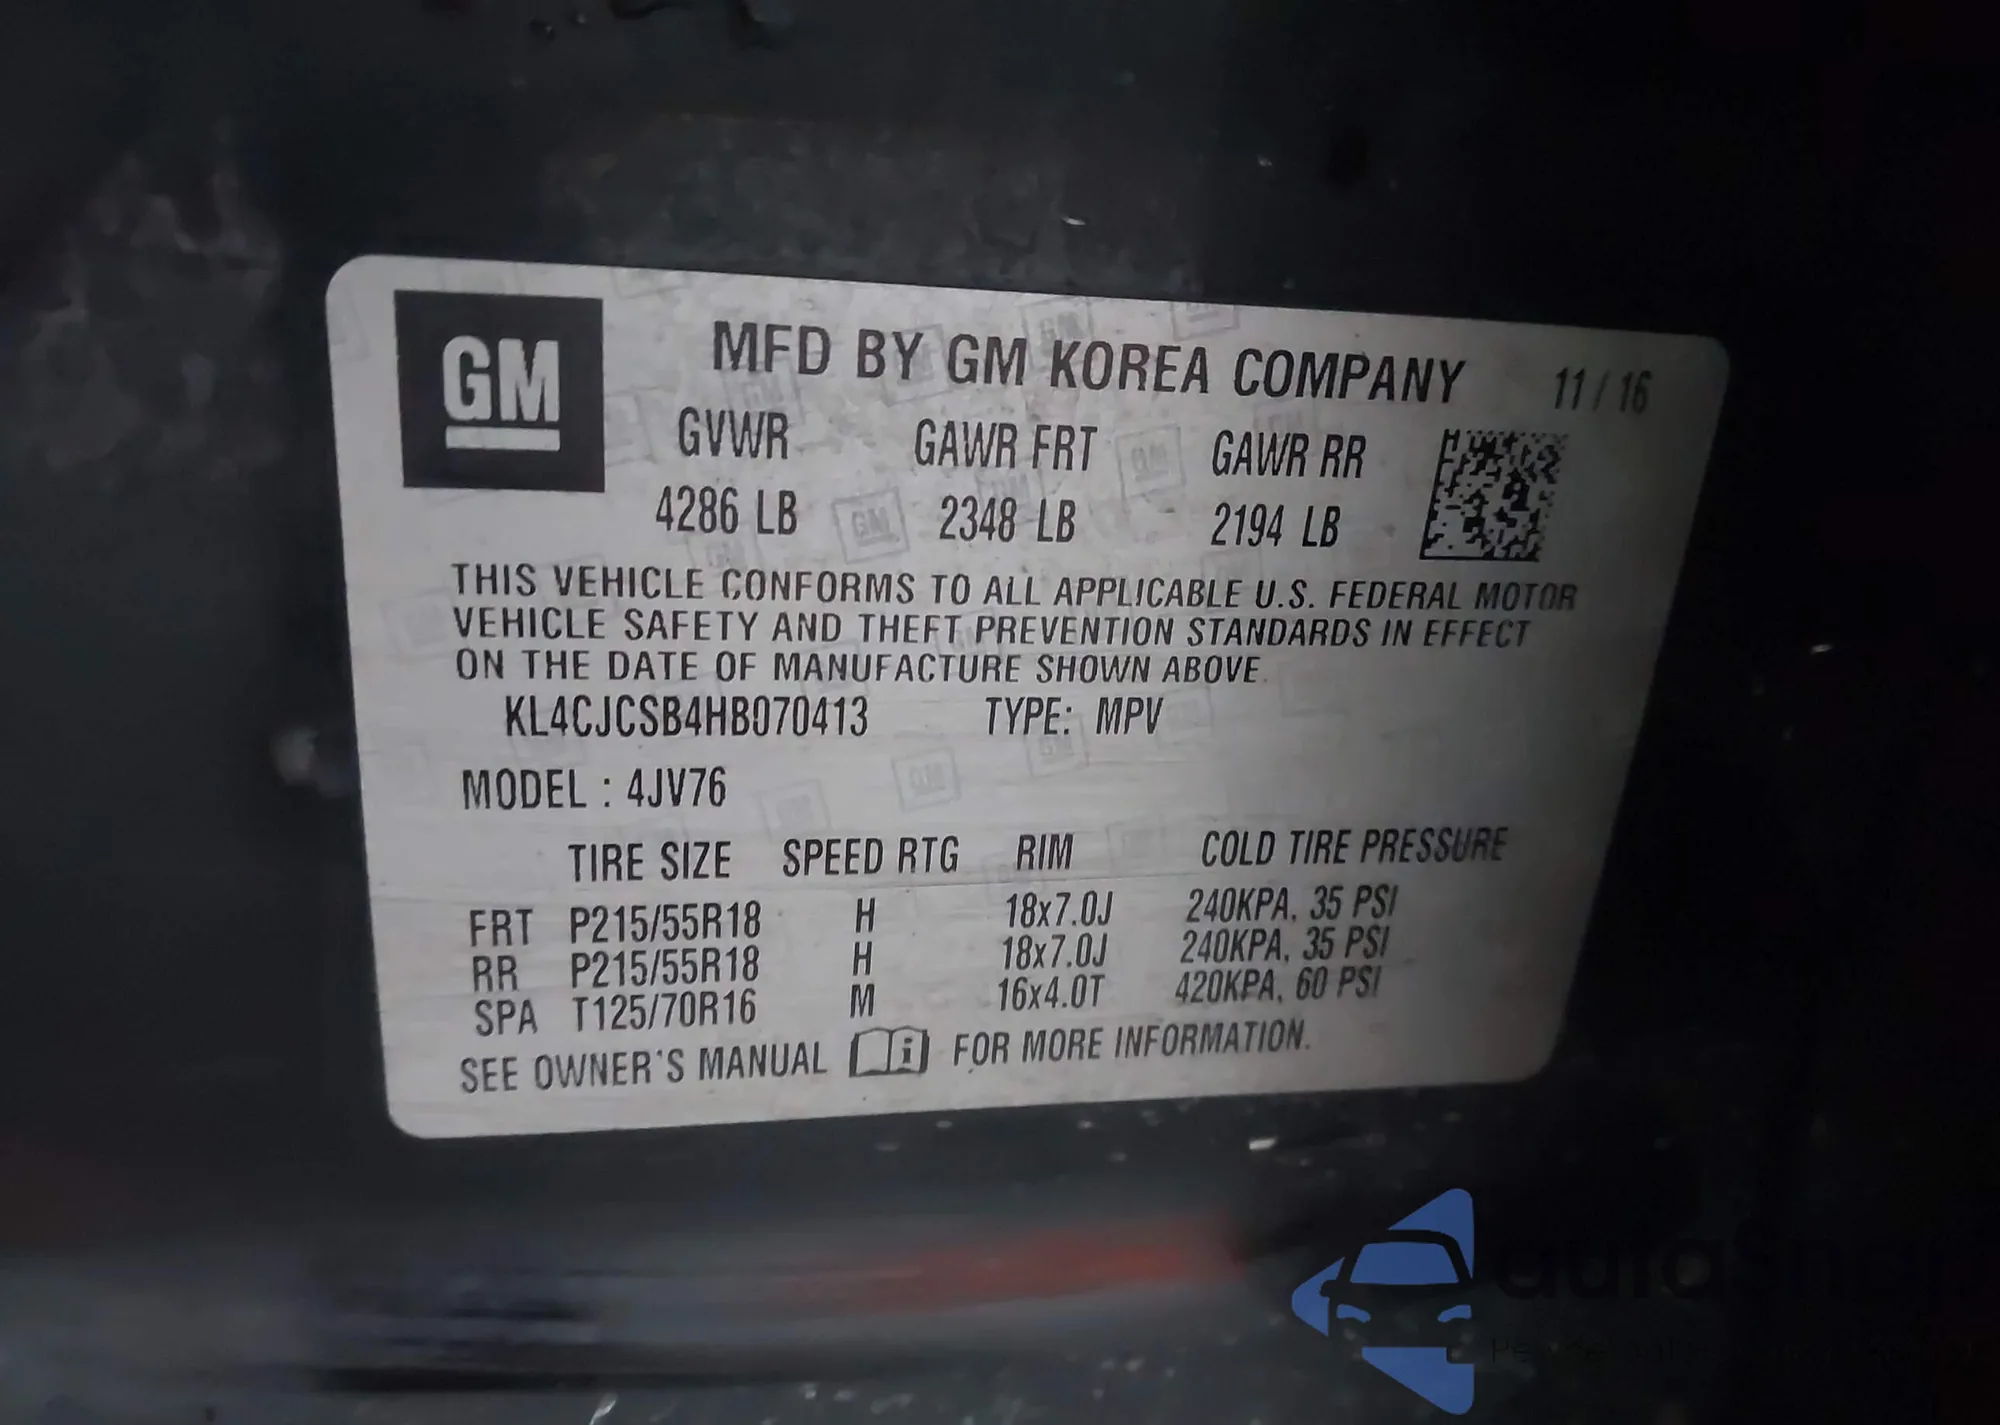 GM
MFD BY GM KOREA COMPANY 11 / 16
GVWR GAWR FRT GAWR RR
4286 LB 2348 LB 2194 LB
THIS VEHICLE CONFORMS TO ALL APPLICABLE U.S. FEDERAL MOTOR
VEHICLE SAFETY AND THEFT PREVENTION STANDARDS IN EFFECT
ON THE DATE OF MANUFACTURE SHOWN ABOVE.
KL4CJCSB4HB070413 TYPE: MPV
MODEL : 4JV76
TIRE SIZE SPEED RTG RIM COLD TIRE PRESSURE
FRT P215/55R18 H 18x7.0J 240KPA, 35 PSI
RR P215/55R18 H 18x7.0J 240KPA, 35 PSI
SPA T125/70R16 M 16x4.0T 420KPA, 60 PSI
SEE OWNER'S MANUAL i FOR MORE INFORMATION.